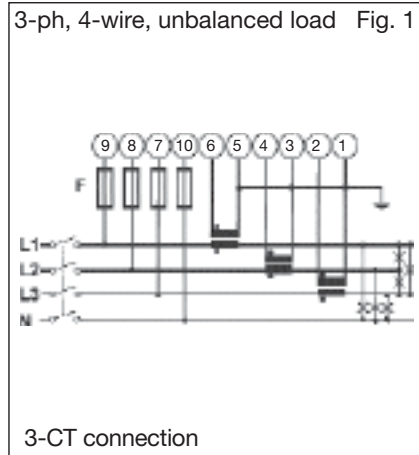 3-ph, 4-wire, unbalanced load Fig. 1
9 8 7 10 6 5 4 3 2 1
F
L1
L2
L3
N
3-CT connection